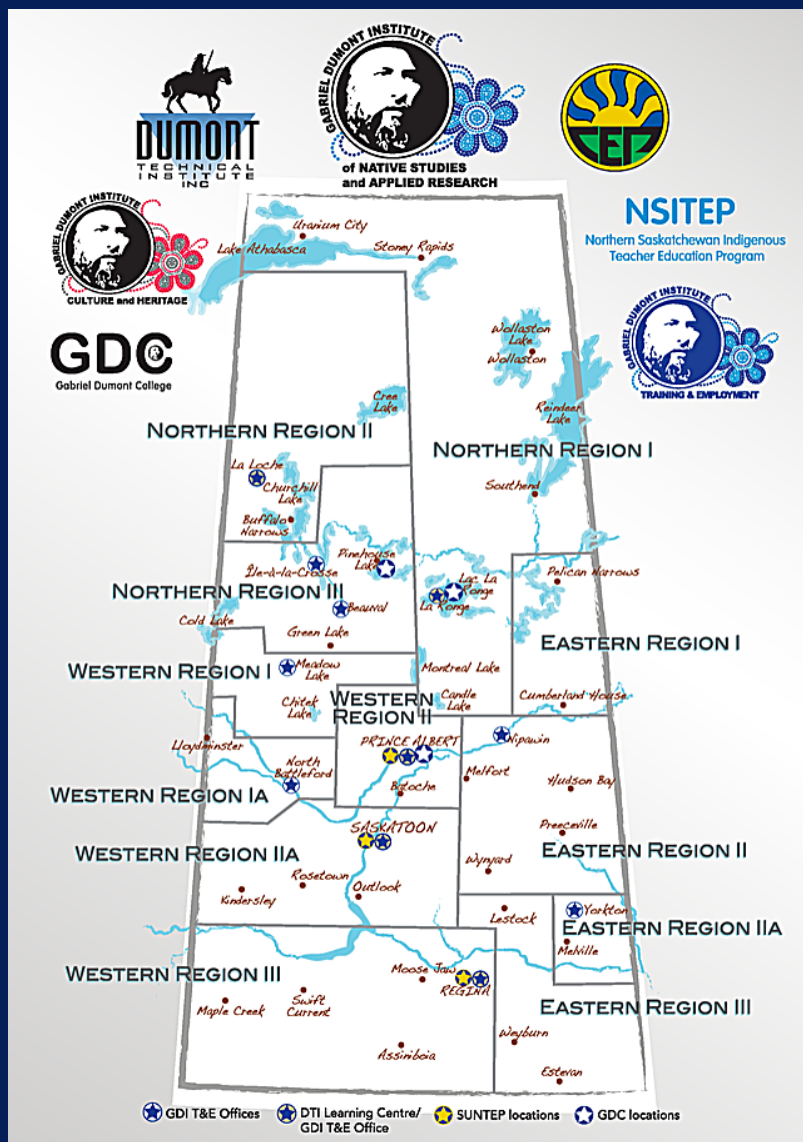 GABRIEL DUMONT INSTITUTE
of NATIVE STUDIES
and APPLIED RESEARCH
DUMONT
TECHNICAL
INSTITUTE
INC
TEP
GABRIEL DUMONT INSTITUTE
CULTURE and HERITAGE
NSITEP
Northern Saskatchewan Indigenous
Teacher Education Program
GDC
Gabriel Dumont College
GABRIEL DUMONT INSTITUTE
TRAINING & EMPLOYMENT
Uranium City
Lake Athabasca
Stoney Rapids
Wollaston
Lake
Wollaston
Cree
Lake
Reindeer
Lake
NORTHERN REGION II
NORTHERN REGION I
La Loche
Churchill
Lake
Southend
Buffalo
Narrows
Pinehouse
Lake
Île-à-la-Crosse
Lac La
Ronge
La Ronge
Pelican Narrows
NORTHERN REGION III
Beauval
Cold Lake
Green Lake
EASTERN REGION I
WESTERN REGION I
Meadow
Lake
Montreal Lake
Chitek
Lake
WESTERN
REGION II
Candle
Lake
Cumberland House
Lloydminster
PRINCE ALBERT
Nipawin
North
Battleford
Melfort
Hudson Bay
Batoche
WESTERN REGION IA
SASKATOON
Preeceville
WESTERN REGION IIA
EASTERN REGION II
Wynyard
Rosetown
Outlook
Kindersley
Lestock
Yorkton
EASTERN REGION IIA
Melville
WESTERN REGION III
Moose Jaw
REGINA
Maple Creek
Swift
Current
EASTERN REGION III
Weyburn
Assiniboia
Estevan
GDI T&E Offices
DTI Learning Centre/
GDI T&E Office
SUNTEP locations
GDC locations